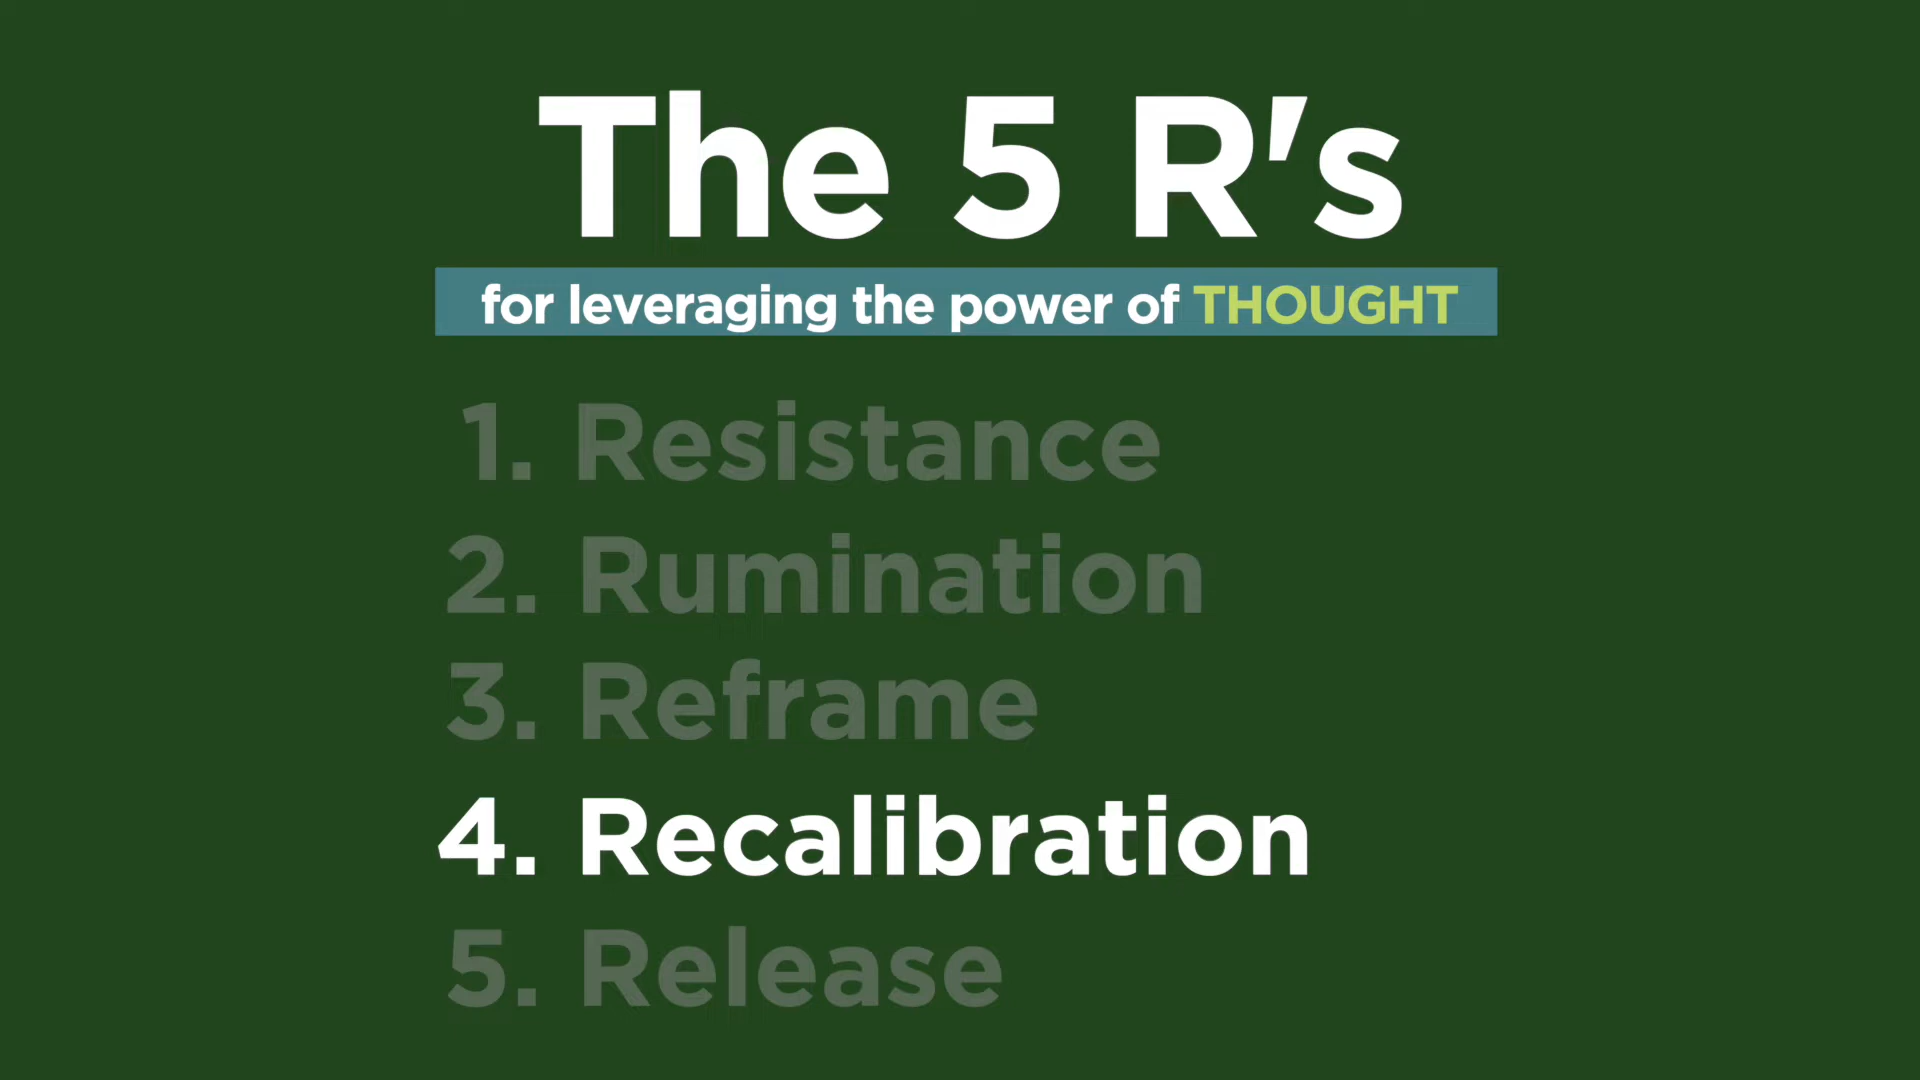 The 5 R's
for leveraging the power of THOUGHT
1. Resistance
2. Rumination
3. Reframe
4. Recalibration
5. Release